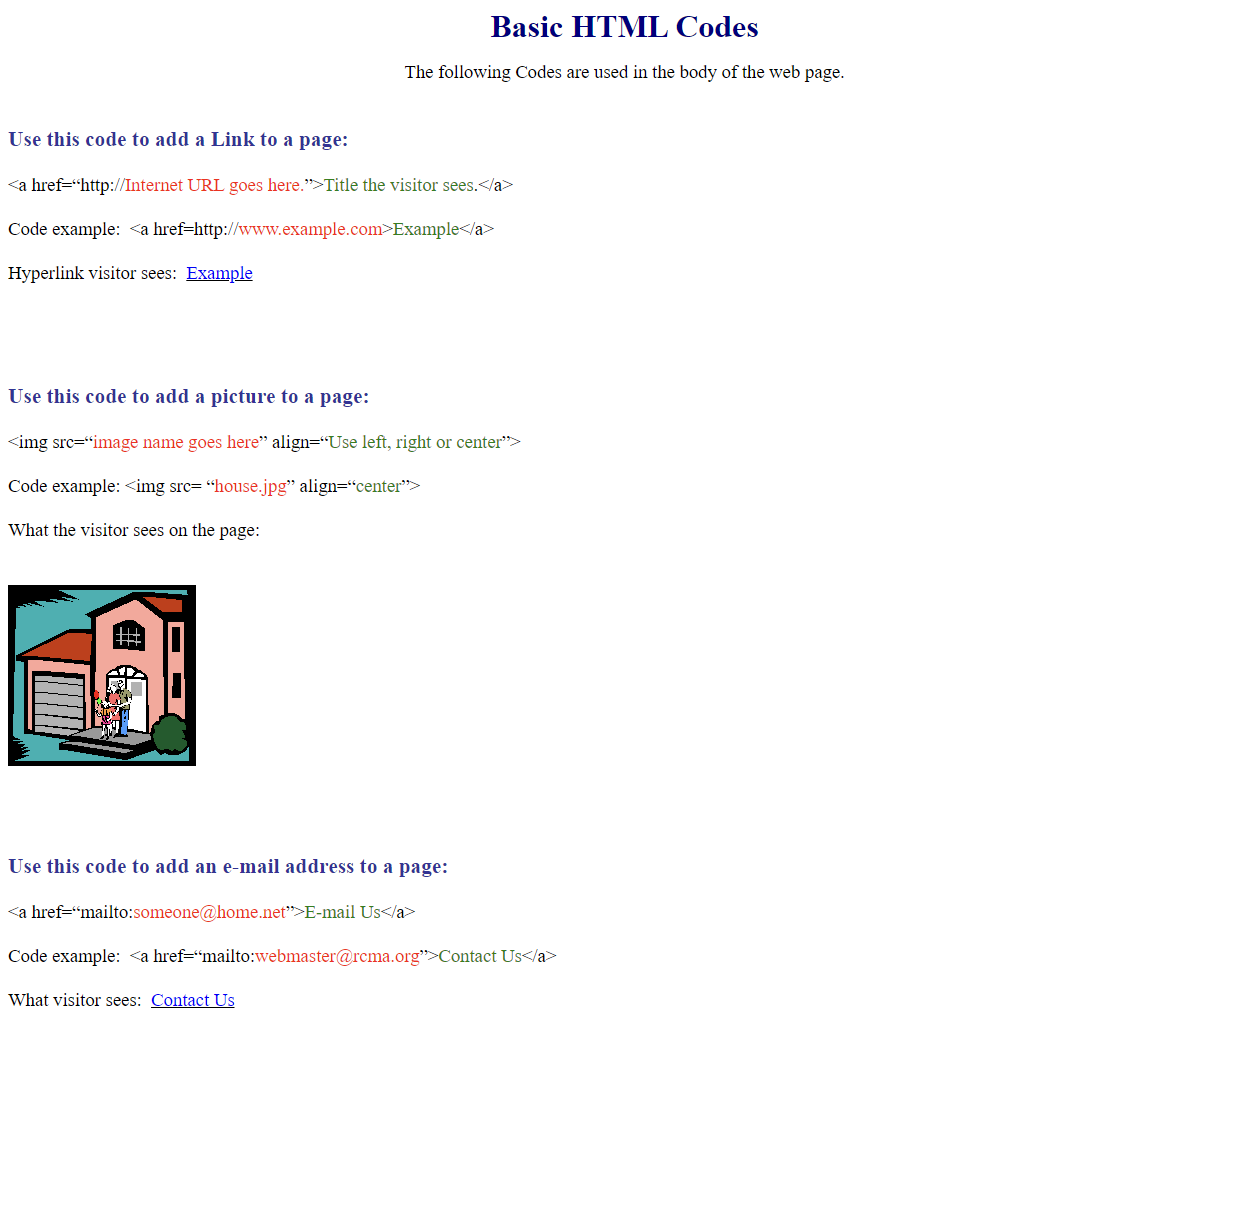 Basic HTML Codes
The following Codes are used in the body of the web page.
Use this code to add a Link to a page:
<a href=“http://Internet URL goes here.”>Title the visitor sees.</a>
Code example:  <a href=http://www.example.com>Example</a>
Hyperlink visitor sees:  Example
Use this code to add a picture to a page:
<img src=“image name goes here” align=“Use left, right or center”>
Code example: <img src= “house.jpg” align=“center”>
What the visitor sees on the page:
Use this code to add an e-mail address to a page:
<a href=“mailto:someone@home.net”>E-mail Us</a>
Code example:  <a href=“mailto:webmaster@rcma.org”>Contact Us</a>
What visitor sees:  Contact Us